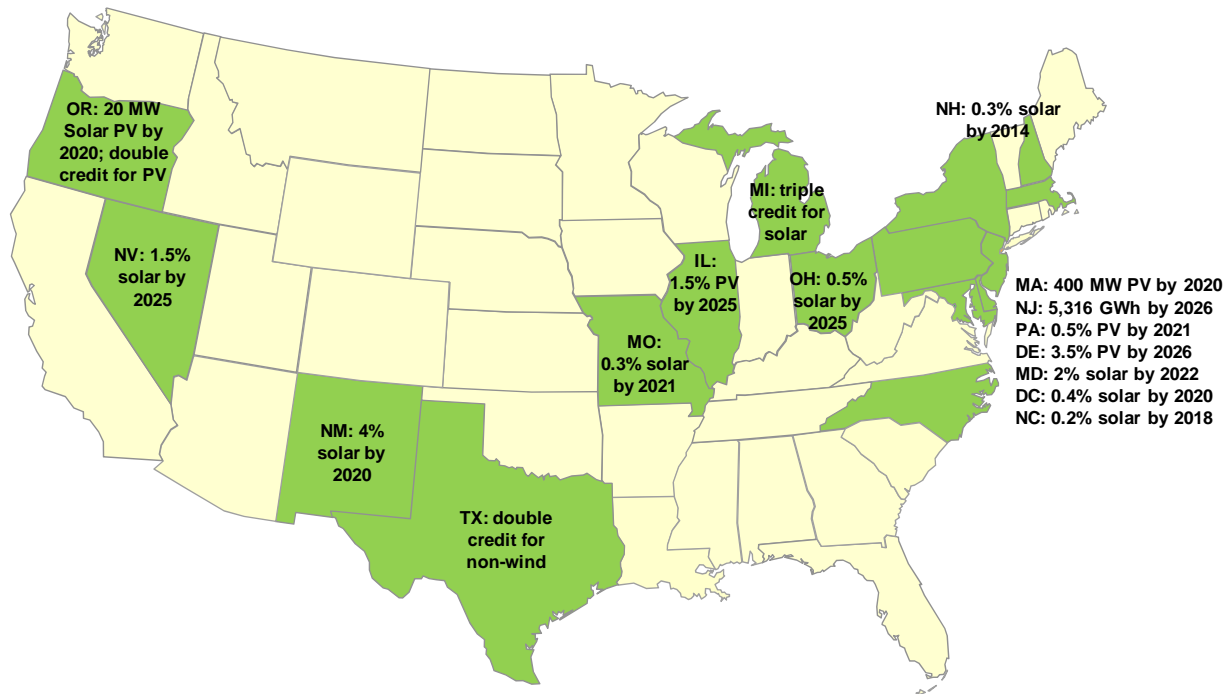 OR: 20 MW
Solar PV by
2020; double
credit for PV
NV: 1.5%
solar by
2025
NM: 4%
solar by
2020
TX: double
credit for
non-wind
MO:
0.3% solar
by 2021
IL:
1.5% PV
by 2025
MI: triple
credit for
solar
OH: 0.5%
solar by
2025
NH: 0.3% solar
by 2014
MA: 400 MW PV by 2020
NJ: 5,316 GWh by 2026
PA: 0.5% PV by 2021
DE: 3.5% PV by 2026
MD: 2% solar by 2022
DC: 0.4% solar by 2020
NC: 0.2% solar by 2018